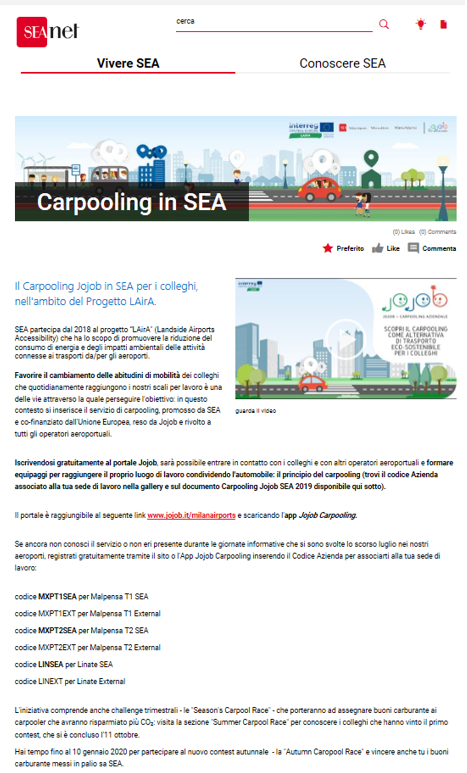 SEA net
cerca
Vivere SEA
Conoscere SEA
Interreg
Carpooling in SEA
(0) Likes (0) Comments
Preferito Like Commenta
Il Carpooling Jojob in SEA per i colleghi,
nell'ambito del Progetto LAirA.
SEA partecipa dal 2018 al progetto "LAirA" (Landside Airports
Accessibility) che ha lo scopo di promuovere la riduzione del
consumo di energia e degli impatti ambientali delle attività
connesse ai trasporti da/per gli aeroporti.
Favorire il cambiamento delle abitudini di mobilità dei colleghi
che quotidianamente raggiungono i nostri scali per lavoro è una
delle vie attraverso la quale perseguire l'obiettivo: in questo
contesto si inserisce il servizio di carpooling, promosso da SEA
e co-finanziato dall'Unione Europea, reso da Jobob e rivolto a
tutti gli operatori aeroportuali.
Interreg
jojob
JOJOB - CARPOOLING AZIENDALE
SCOPRI IL CARPOOLING
COME ALTERNATIVA
DI TRASPORTO
ECO-SOSTENIBILE
PER I COLLEGHI
guarda il video
Iscrivendosi gratuitamente al portale Jojob, sarà possibile entrare in contatto con i colleghi e con altri operatori aeroportuali e formare
equipaggi per raggiungere il proprio luogo di lavoro condividendo l'automobile: il principio del carpooling (trovi il codice Azienda
associato alla tua sede di lavoro nella gallery e sul documento Carpooling Jojob SEA 2019 disponibile qui sotto).
Il portale è raggiungibile al seguente link www.jojob.it/milanairports e scaricando l'app Jojob Carpooling.
Se ancora non conosci il servizio o non eri presente durante le giornate informative che si sono svolte lo scorso luglio nei nostri
aeroporti, registrati gratuitamente tramite il sito o l'App Jojob Carpooling inserendo il Codice Azienda per associarti alla tua sede di
lavoro:
codice MXPT1SEA per Malpensa T1 SEA
codice MXPT1EXT per Malpensa T1 External
codice MXPT2SEA per Malpensa T2 SEA
codice MXPT2EXT per Malpensa T2 External
codice LINSEA per Linate SEA
codice LINEXT per Linate External
L'iniziativa comprende anche challenge trimestrali - le "Season's Carpool Race" - che porteranno ad assegnare buoni carburante ai
carpooler che avranno risparmiato più CO₂: visita la sezione "Summer Carpool Race" per conoscere i colleghi che hanno vinto il primo
contest, che si è concluso l'11 ottobre.
Hai tempo fino al 10 gennaio 2020 per partecipare al nuovo contest autunnale - la "Autumn Caropool Race" e vincere anche tu i buoni
carburante messi in palio sa SEA.